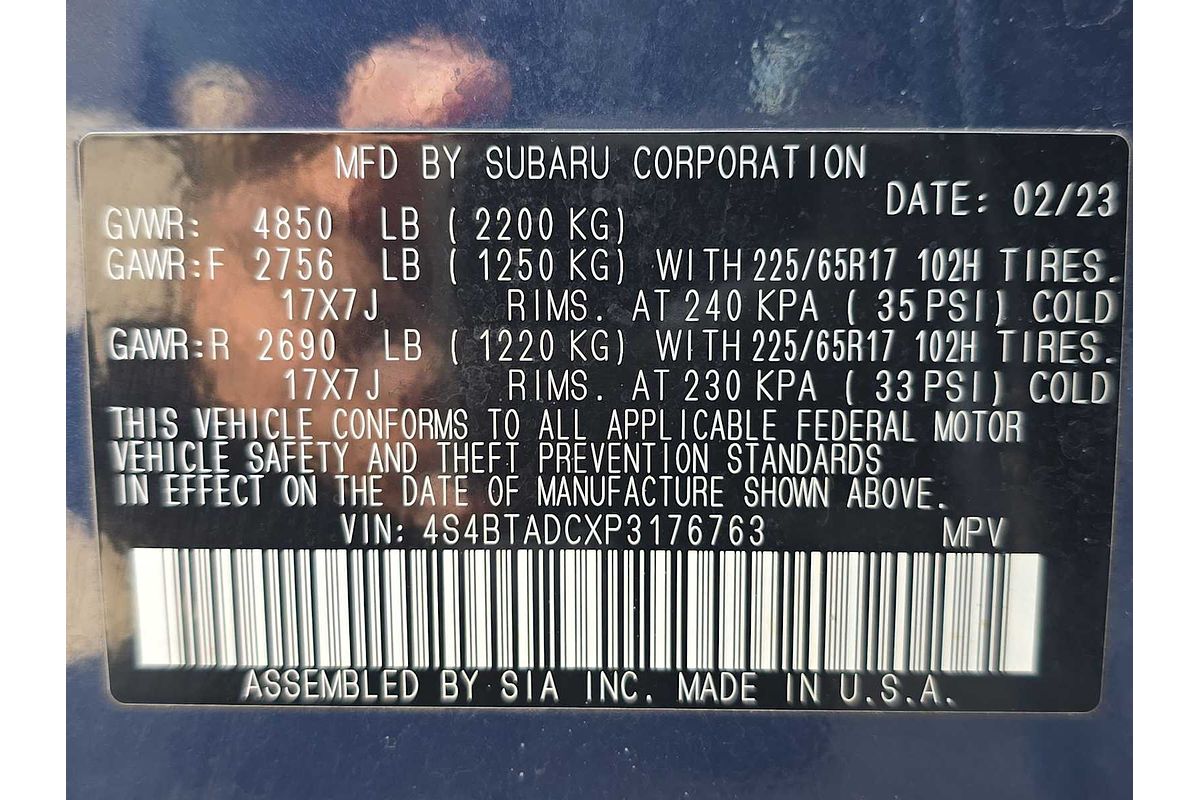 MFD BY SUBARU CORPORATION
DATE: 02/23
GVWR: 4850 LB ( 2200 KG)
GAWR:F 2756 LB ( 1250 KG) WITH 225/65R17 102H TIRES.
17X7J RIMS. AT 240 KPA ( 35 PSI) COLD
GAWR:R 2690 LB ( 1220 KG) WITH 225/65R17 102H TIRES.
17X7J RIMS. AT 230 KPA ( 33 PSI) COLD
THIS VEHICLE CONFORMS TO ALL APPLICABLE FEDERAL MOTOR
VEHICLE SAFETY AND THEFT PREVENTION STANDARDS
IN EFFECT ON THE DATE OF MANUFACTURE SHOWN ABOVE.
VIN: 4S4BTADCXP3176763 MPV
ASSEMBLED BY SIA INC. MADE IN U.S.A.